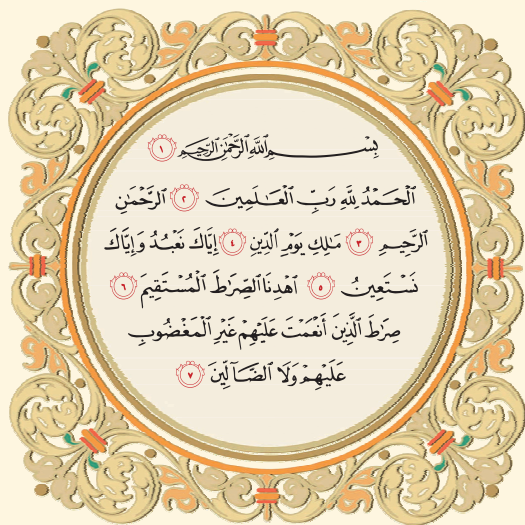 بِسْمِ ٱللَّهِ ٱلرَّحْمَٰنِ ٱلرَّحِيمِ ١
ٱلْحَمْدُ لِلَّهِ رَبِّ ٱلْعَٰلَمِينَ ٢ ٱلرَّحْمَٰنِ
ٱلرَّحِيمِ ٣ مَٰلِكِ يَوْمِ ٱلدِّينِ ٤ إِيَّاكَ نَعْبُدُ وَإِيَّاكَ
نَسْتَعِينُ ٥ ٱهْدِنَا ٱلصِّرَٰطَ ٱلْمُسْتَقِيمَ ٦
صِرَٰطَ ٱلَّذِينَ أَنْعَمْتَ عَلَيْهِمْ غَيْرِ ٱلْمَغْضُوبِ
عَلَيْهِمْ وَلَا ٱلضَّآلِّينَ ٧